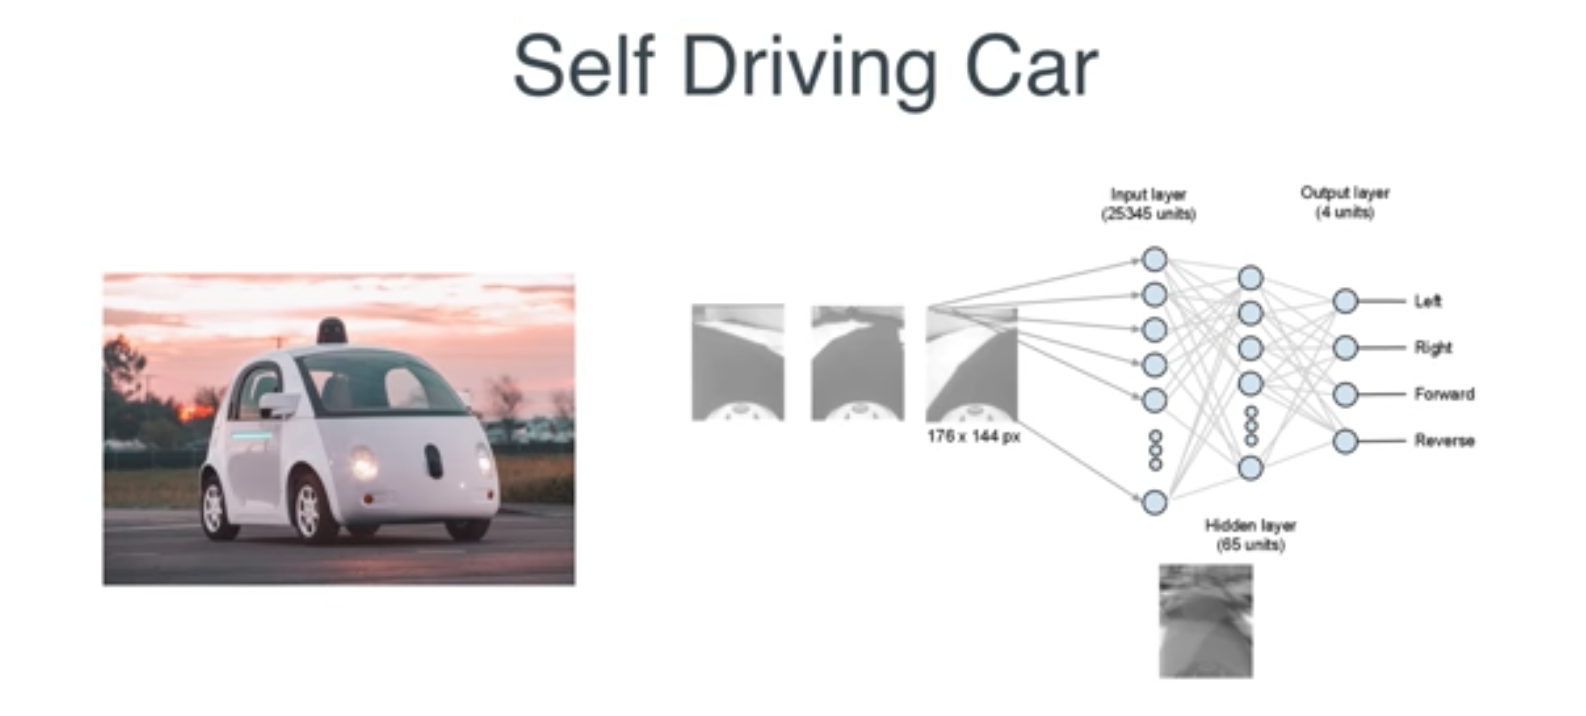 Self Driving Car
Input layer
(25345 units)
Output layer
(4 units)
Left
Right
Forward
Reverse
176 x 144 px
Hidden layer
(65 units)